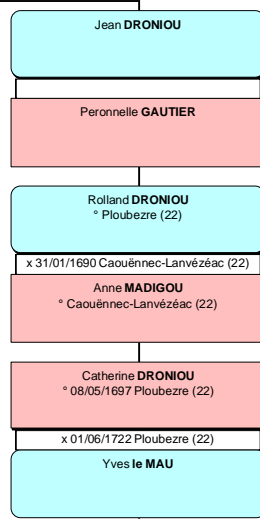 Jean DRONIOU
Peronnelle GAUTIER
Rolland DRONIOU
° Ploubezre (22)
x 31/01/1690 Caouënnec-Lanvézéac (22)
Anne MADIGOU
° Caouënnec-Lanvézéac (22)
Catherine DRONIOU
° 08/05/1697 Ploubezre (22)
x 01/06/1722 Ploubezre (22)
Yves le MAU